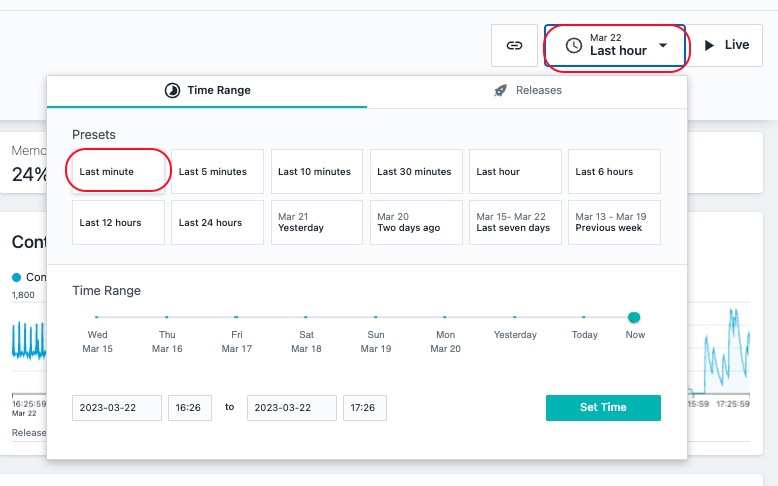 Mar 22
Last hour
Live
Time Range
Releases
Memo
24%
Presets
Last minute
Last 5 minutes
Last 10 minutes
Last 30 minutes
Last hour
Last 6 hours
Last 12 hours
Last 24 hours
Mar 21
Yesterday
Mar 20
Two days ago
Mar 15- Mar 22
Last seven days
Mar 13 - Mar 19
Previous week
Cont
Con
1,800
Time Range
Wed
Mar 15
Thu
Mar 16
Fri
Mar 17
Sat
Mar 18
Sun
Mar 19
Mon
Mar 20
Yesterday
Today
Now
16:25:59
Mar 22
15:59
17:25:59
2023-03-22
16:26
to
2023-03-22
17:26
Set Time
Release